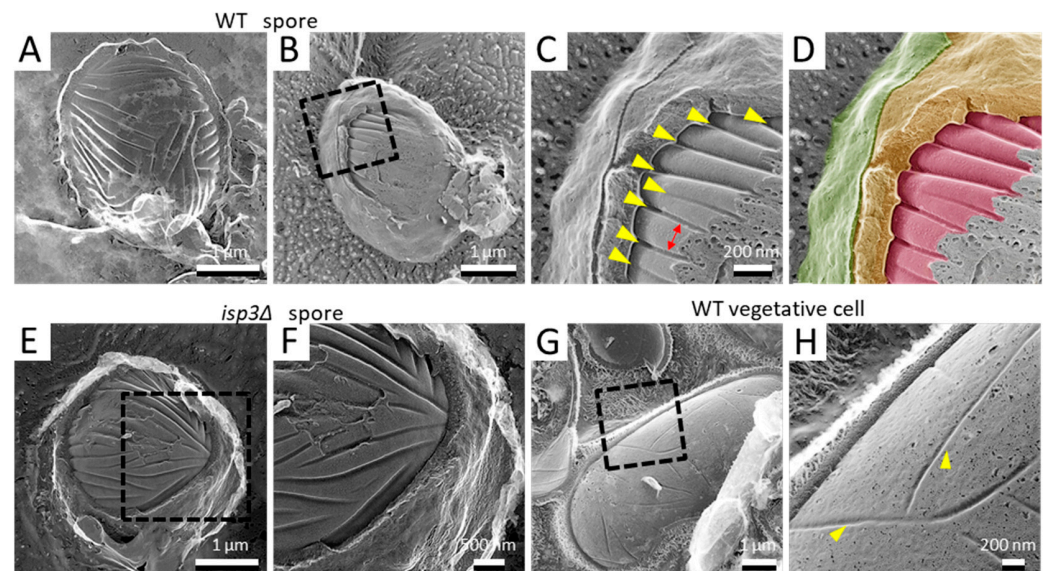 WT spore
A
B
C
D
1 µm
1 µm
200 nm
isp3Δ spore
WT vegetative cell
E
F
G
H
1 µm
500 nm
1 µm
200 nm